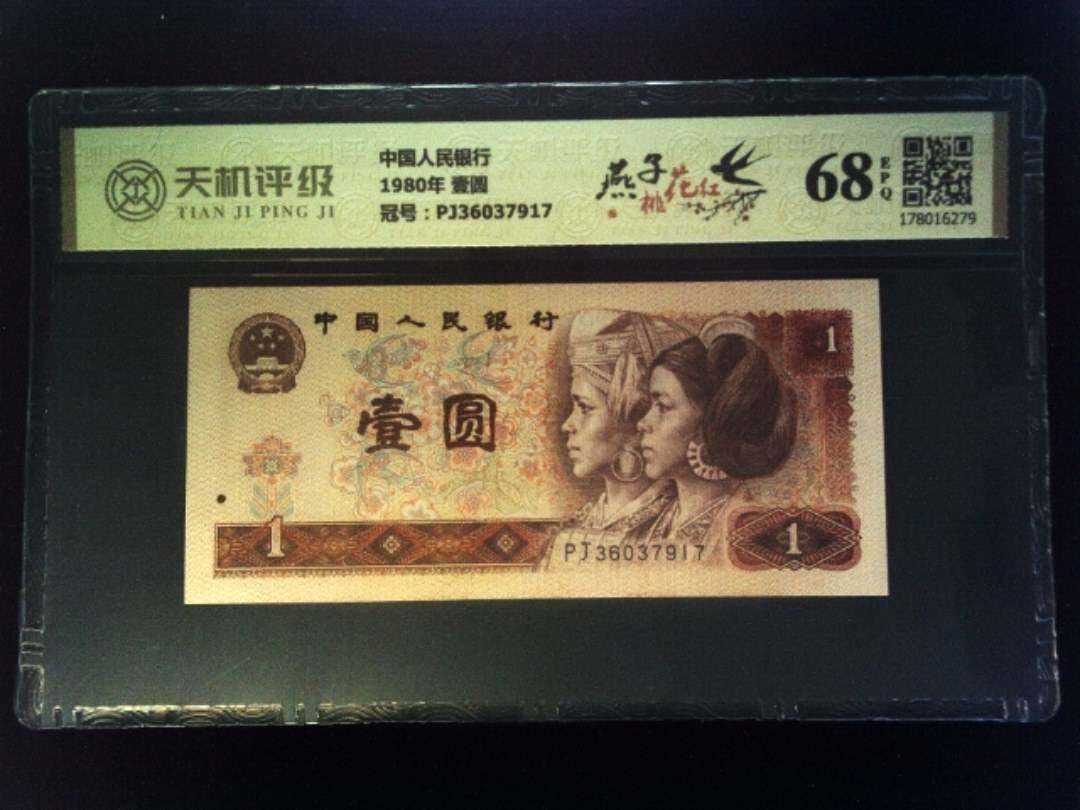 天机评级
TIAN JI PING JI
中国人民银行
1980年 壹圆
冠号：PJ36037917
燕子
桃花红
68
EPQ
178016279
中国人民银行
1
壹圆
1
PJ36037917
1